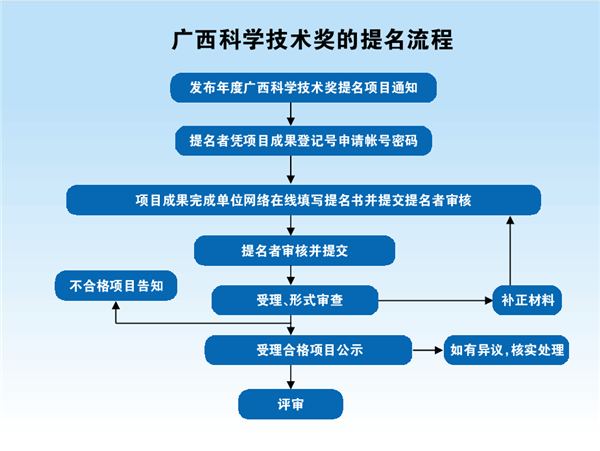 广西科学技术奖的提名流程
发布年度广西科学技术奖提名项目通知
提名者凭项目成果登记号申请帐号密码
项目成果完成单位网络在线填写提名书并提交提名者审核
提名者审核并提交
不合格项目告知
受理、形式审查
补正材料
受理合格项目公示
如有异议,核实处理
评审